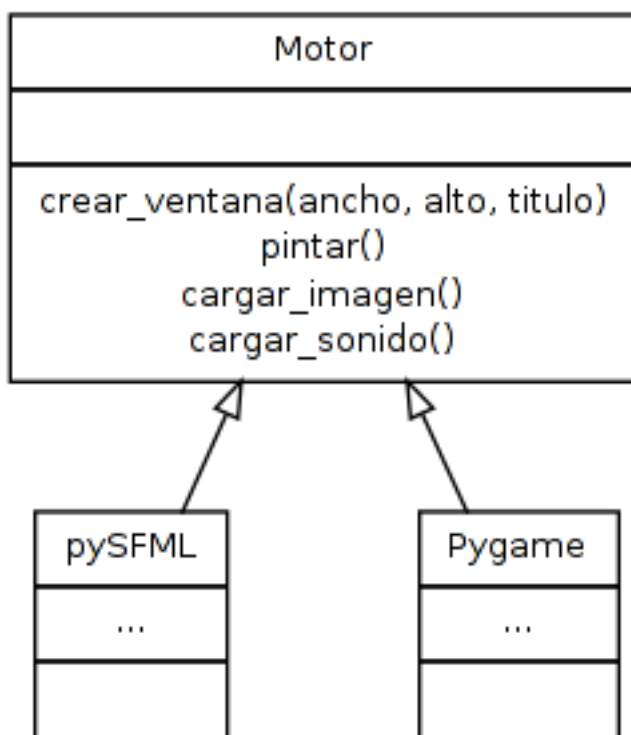 Motor
crear_ventana(ancho, alto, titulo)
pintar()
cargar_imagen()
cargar_sonido()
pySFML
Pygame
...
...